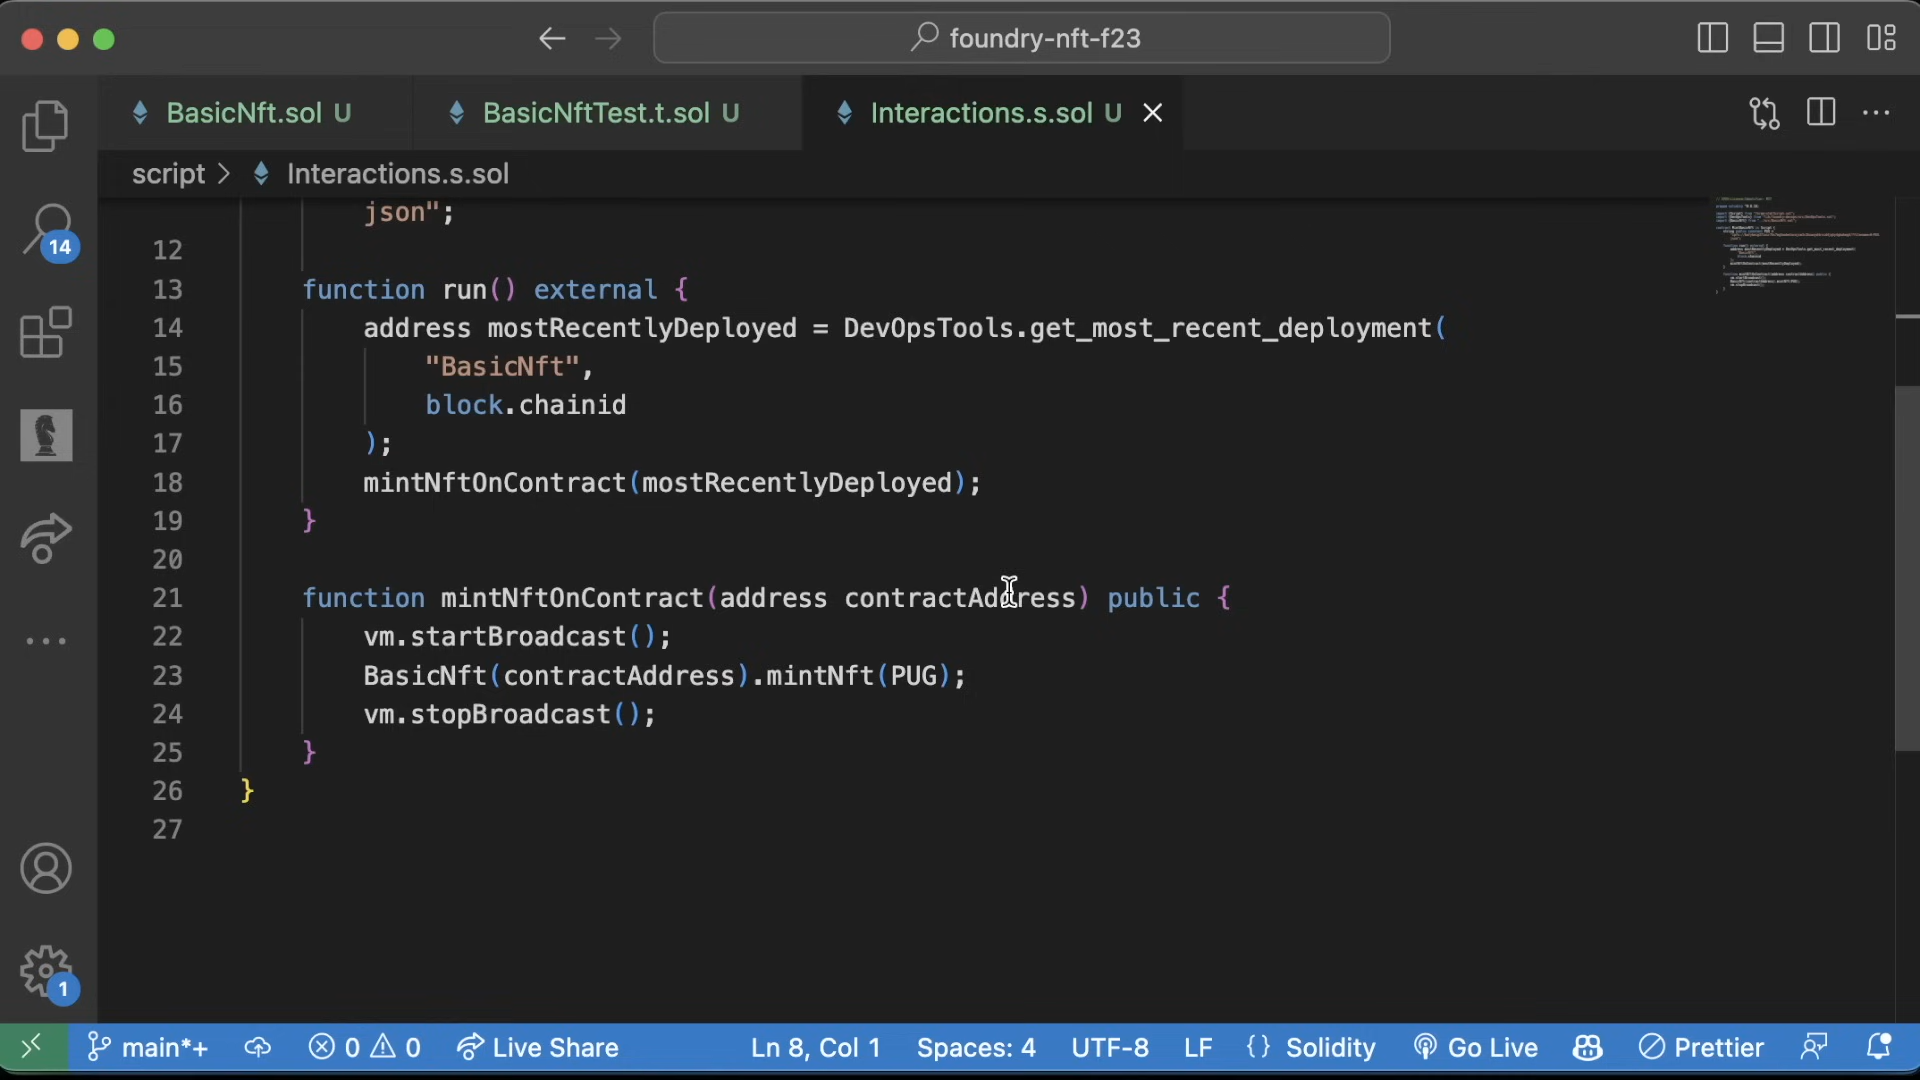 foundry-nft-f23
BasicNft.sol U
BasicNftTest.t.sol U
Interactions.s.sol U
script > Interactions.s.sol
json";
12
13 function run() external {
14 address mostRecentlyDeployed = DevOpsTools.get_most_recent_deployment(
15 "BasicNft",
16 block.chainid
17 );
18 mintNftOnContract(mostRecentlyDeployed);
19 }
20
21 function mintNftOnContract(address contractAddress) public {
22 vm.startBroadcast();
23 BasicNft(contractAddress).mintNft(PUG);
24 vm.stopBroadcast();
25 }
26 }
27
14
1
main*+ 0 0 Live Share Ln 8, Col 1 Spaces: 4 UTF-8 LF {} Solidity Go Live Prettier